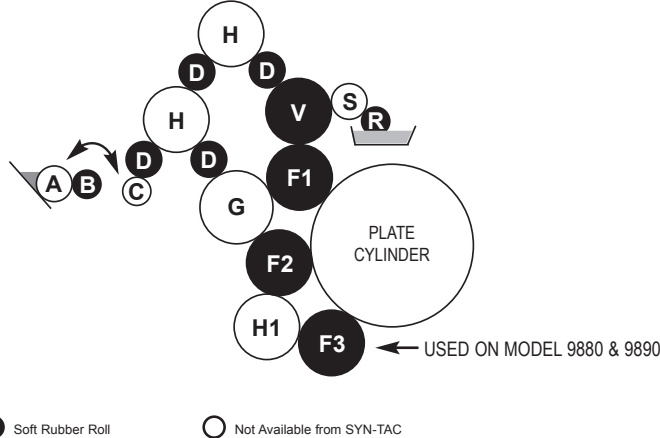 H
D
D
V
S
R
H
D
D
A
B
C
F1
G
PLATE
CYLINDER
F2
H1
F3
USED ON MODEL 9880 & 9890
Soft Rubber Roll
Not Available from SYN-TAC